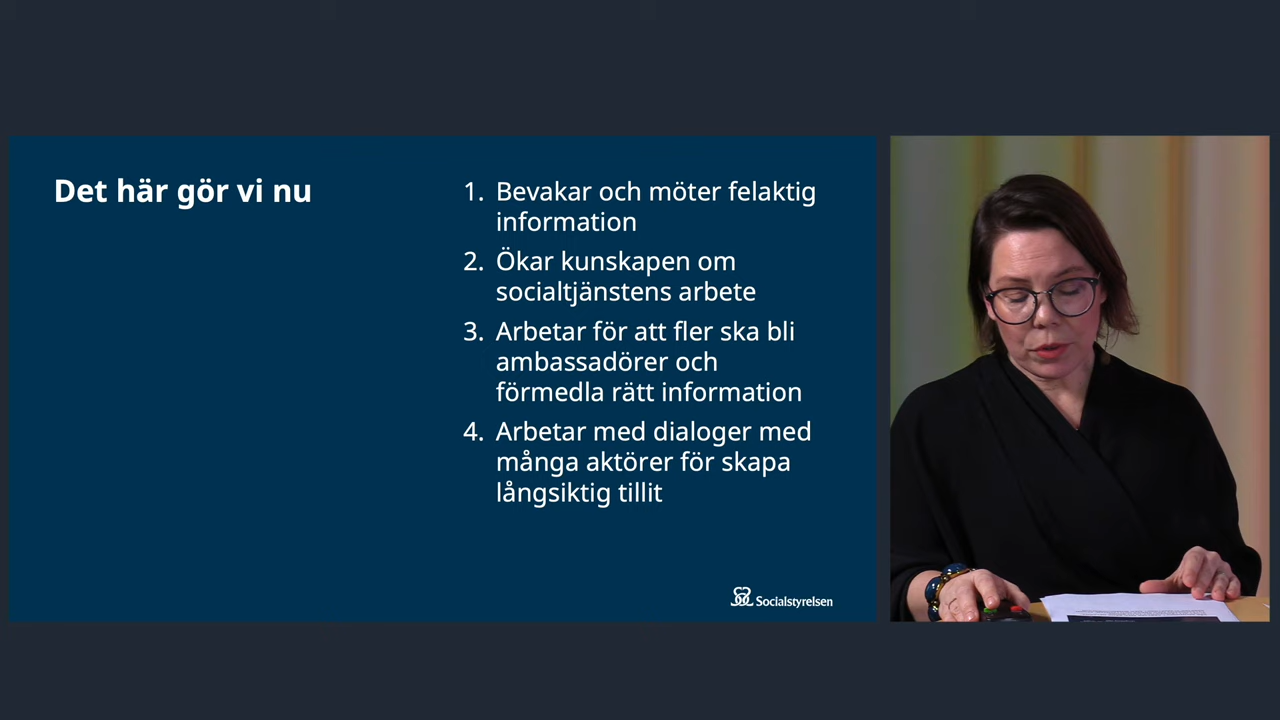 Det här gör vi nu
1. Bevakar och möter felaktig
information
2. Ökar kunskapen om
socialtjänstens arbete
3. Arbetar för att fler ska bli
ambassadörer och
förmedla rätt information
4. Arbetar med dialoger med
många aktörer för skapa
långsiktig tillit
Socialstyrelsen